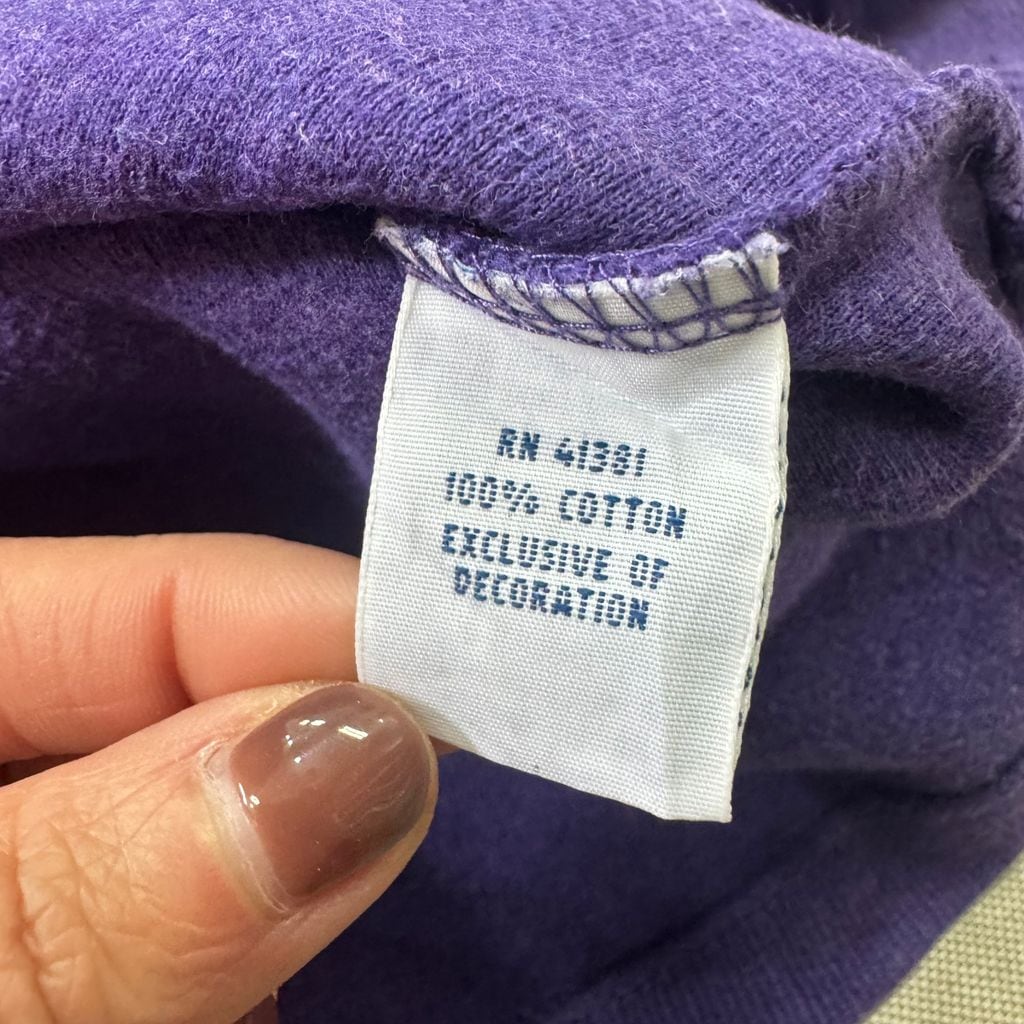 RN 41381
100% COTTON
EXCLUSIVE OF
DECORATION